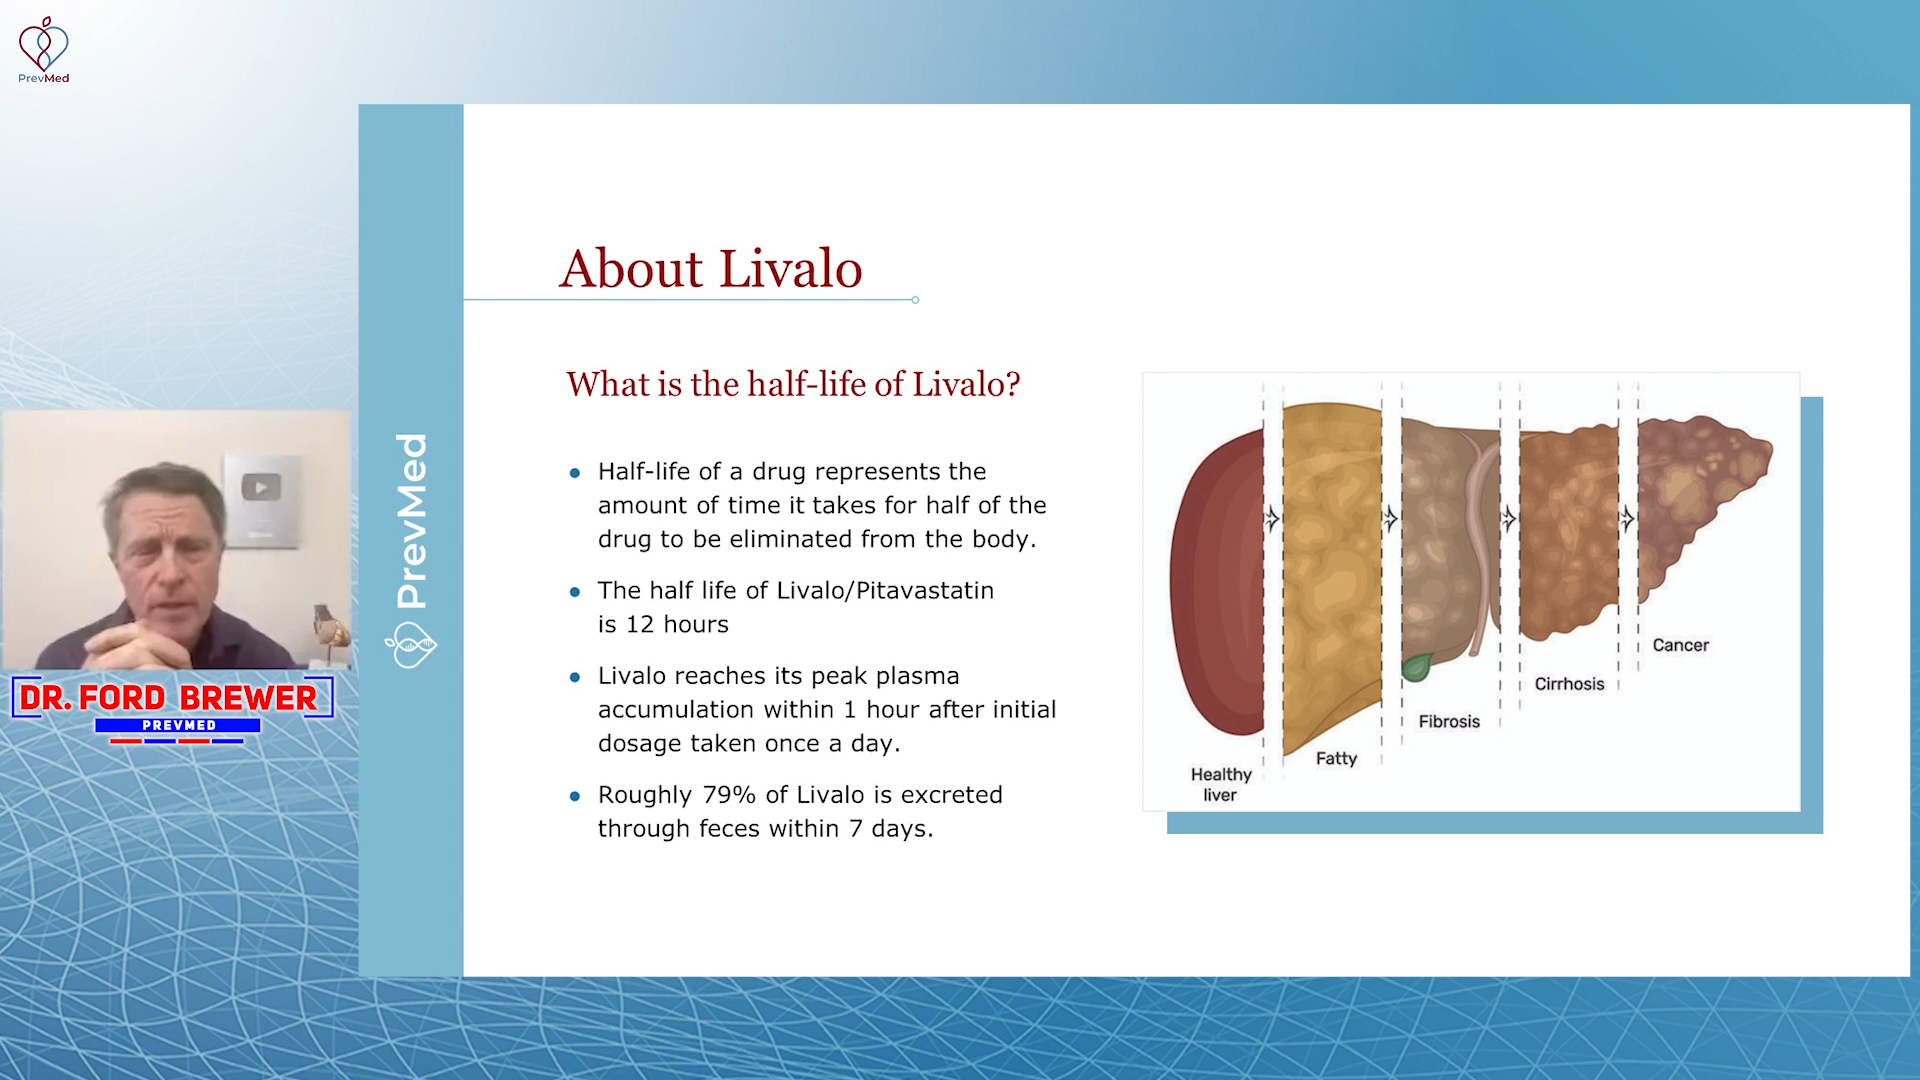 PrevMed
About Livalo
What is the half-life of Livalo?
Half-life of a drug represents the
amount of time it takes for half of the
drug to be eliminated from the body.
The half life of Livalo/Pitavastatin
is 12 hours
Livalo reaches its peak plasma
accumulation within 1 hour after initial
dosage taken once a day.
Roughly 79% of Livalo is excreted
through feces within 7 days.
Healthy
liver
Fatty
Fibrosis
Cirrhosis
Cancer
PrevMed
DR. FORD BREWER
PREVMED